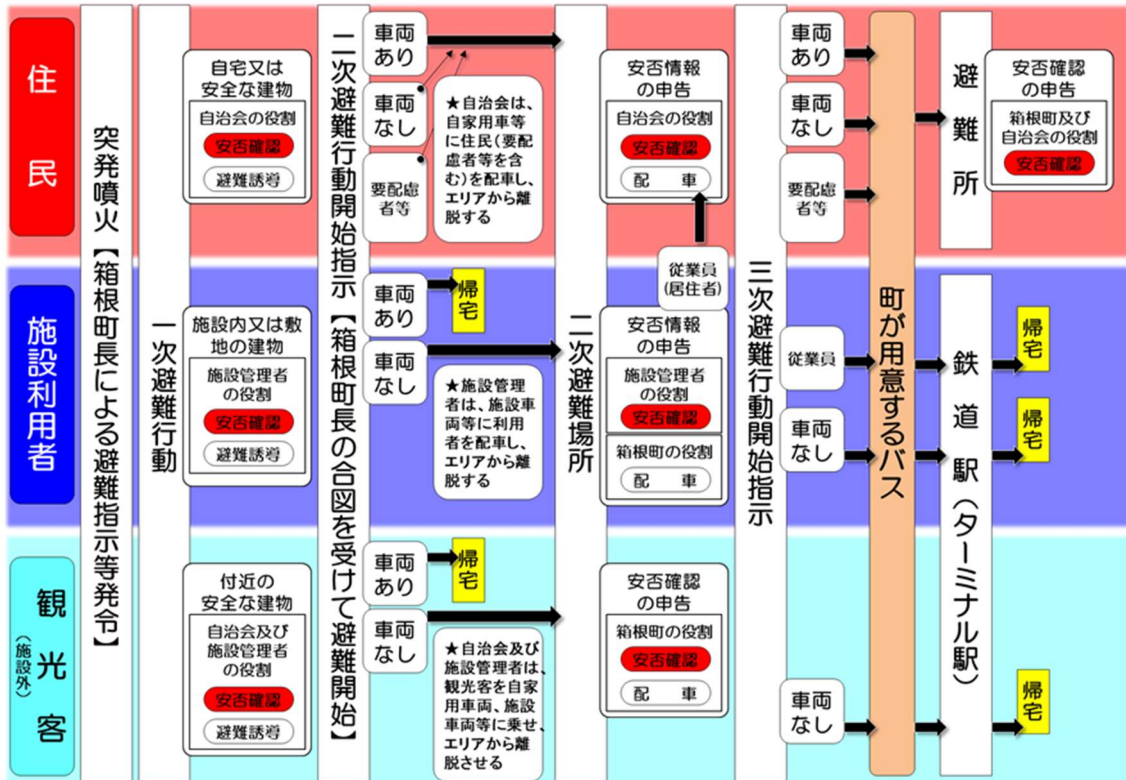 住民
施設利用者
観光客
（施設外）
突発噴火【箱根町長による避難指示等発令】
一次避難行動
自宅又は
安全な建物
自治会の役割
安否確認
避難誘導
施設内又は敷
地の建物
施設管理者
の役割
安否確認
避難誘導
付近の
安全な建物
自治会及び
施設管理者
の役割
安否確認
避難誘導
二次避難行動開始指示【箱根町長の合図を受けて避難開始】
車両
あり
車両
なし
要配慮
者等
★自治会は、
自家用車等
に住民(要配
慮者等を含
む)を配車し、
エリアから離
脱する
車両
あり
帰宅
車両
なし
★施設管理
者は、施設車
両等に利用
者を配車し、
エリアから離
脱する
車両
あり
帰宅
車両
なし
★自治会及び
施設管理者は、
観光客を自家
用車両、施設
車両等に乗せ、
エリアから離
脱させる
二次避難場所
安否情報
の申告
自治会の役割
安否確認
配　車
従業員
(居住者)
安否情報
の申告
施設管理者
の役割
安否確認
箱根町の役割
配　車
安否確認
の申告
箱根町の役割
安否確認
配　車
三次避難行動開始指示
車両
あり
車両
なし
要配慮
者等
従業員
車両
なし
車両
なし
町が用意するバス
避難所
安否確認
の申告
箱根町及び
自治会の役割
安否確認
鉄道駅（ターミナル駅）
帰宅
帰宅
帰宅